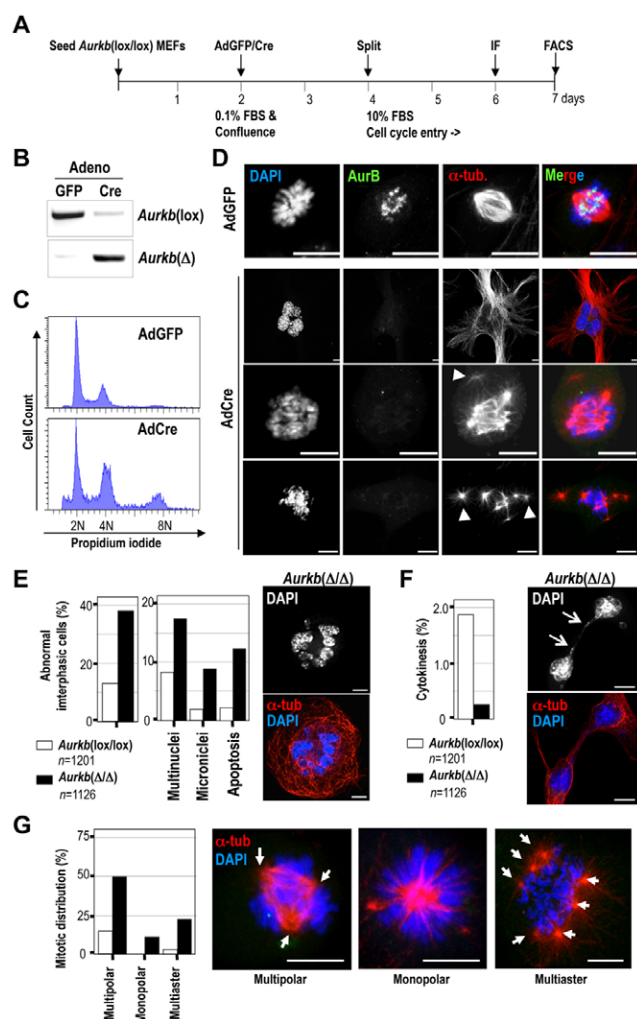 A
Seed Aurkb(lox/lox) MEFs
AdGFP/Cre
Split
IF
FACS
1
2
3
4
5
6
7 days
0.1% FBS &
Confluence
10% FBS
Cell cycle entry ->
B
Adeno
GFP Cre
Aurkb(lox)
Aurkb(Δ)
C
AdGFP
AdCre
Cell Count
2N 4N 8N
Propidium iodide
D
DAPI
AurB
α-tub.
Merge
AdGFP
AdCre
E
Abnormal
interphasic cells (%)
40
20
0
20
15
10
5
0
Multinuclei
Microniclei
Apoptosis
Aurkb(lox/lox)
n=1201
Aurkb(Δ/Δ)
n=1126
Aurkb(Δ/Δ)
DAPI
α-tub
DAPI
F
Cytokinesis (%)
2.0
1.0
0
Aurkb(lox/lox)
n=1201
Aurkb(Δ/Δ)
n=1126
Aurkb(Δ/Δ)
DAPI
α-tub
DAPI
G
Mitotic distribution (%)
75
50
25
0
Multipolar
Monopolar
Multiaster
α-tub
DAPI
Multipolar
Monopolar
Multiaster